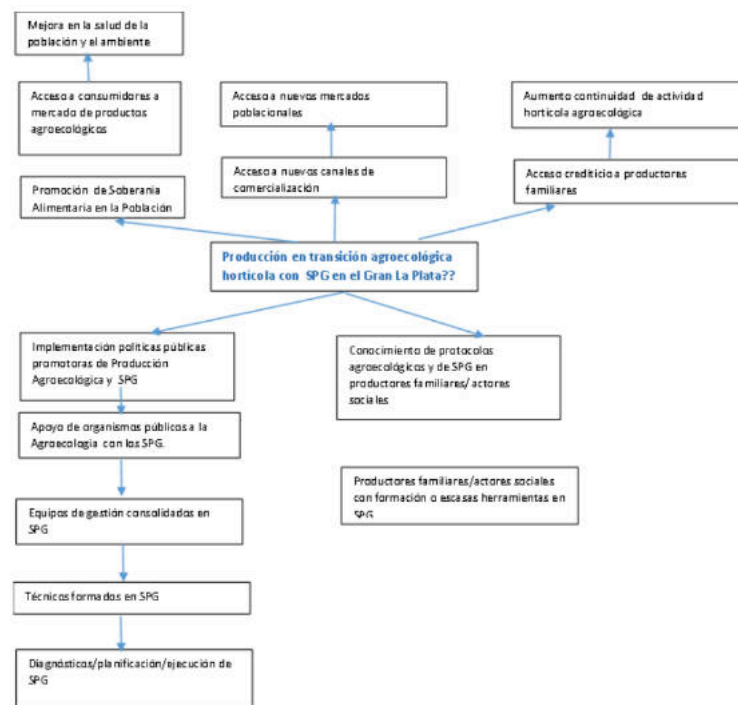 Mejora en la salud de la
población y el ambiente
Acceso a consumidores a
mercado de productos
agroecológicos
Acceso a nuevos mercados
poblacionales
Aumento continuidad de actividad
hortícola agroecológica
Acceso a nuevos canales de
comercialización
Acceso crediticio a productores
familiares
Promoción de Soberania
Alimentaria en la Población
Producción en transición agroecológica
hortícola con SPG en el Gran La Plata??
Implementación políticas públicas
promotoras de Producción
Agroecológica y SPG
Conocimiento de protocolos
agroecológicos y de SPG en
productores familiares/ actores
sociales
Apoyo de organismos públicos a la
Agroecología con los SPG.
Productores familiares/actores sociales
con formación o escasas herramientas en
SPG
Equipos de gestión consolidados en
SPG
Técnicos formados en SPG
Diagnósticos/planificación/ejecución de
SPG